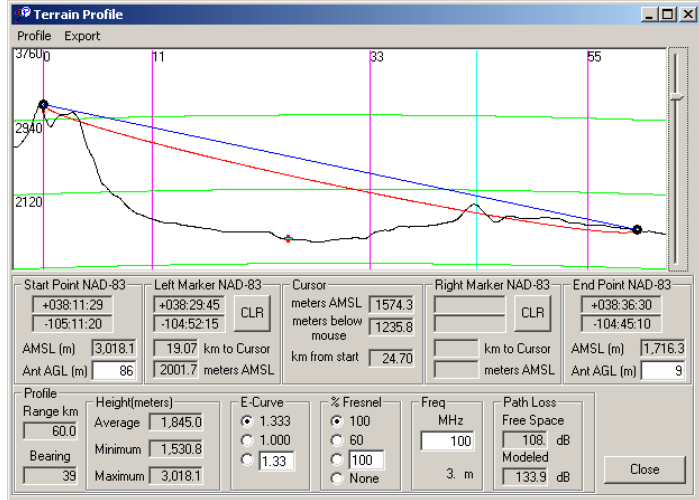 Terrain Profile
Profile Export
3760 0 11 33 55
2940
2120
Start Point NAD-83 Left Marker NAD-83 Cursor Right Marker NAD-83 End Point NAD-83
+038:11:29 +038:29:45 CLR meters AMSL 1574.3 CLR +038:36:30
-105:11:20 -104:52:15 meters below mouse 1235.8 -104:45:10
AMSL (m) 3,018.1 19.07 km to Cursor km from start 24.70 km to Cursor AMSL (m) 1,716.3
Ant AGL (m) 86 2001.7 meters AMSL meters AMSL Ant AGL (m) 9
Profile
Range km Height(meters) E-Curve % Fresnel Freq Path Loss
60.0 Average 1,845.0 1.333 100 MHz Free Space
Bearing Minimum 1,530.8 1.000 60 100 108. dB
39 Maximum 3,018.1 1.33 100 3. m Modeled
None 133.9 dB Close